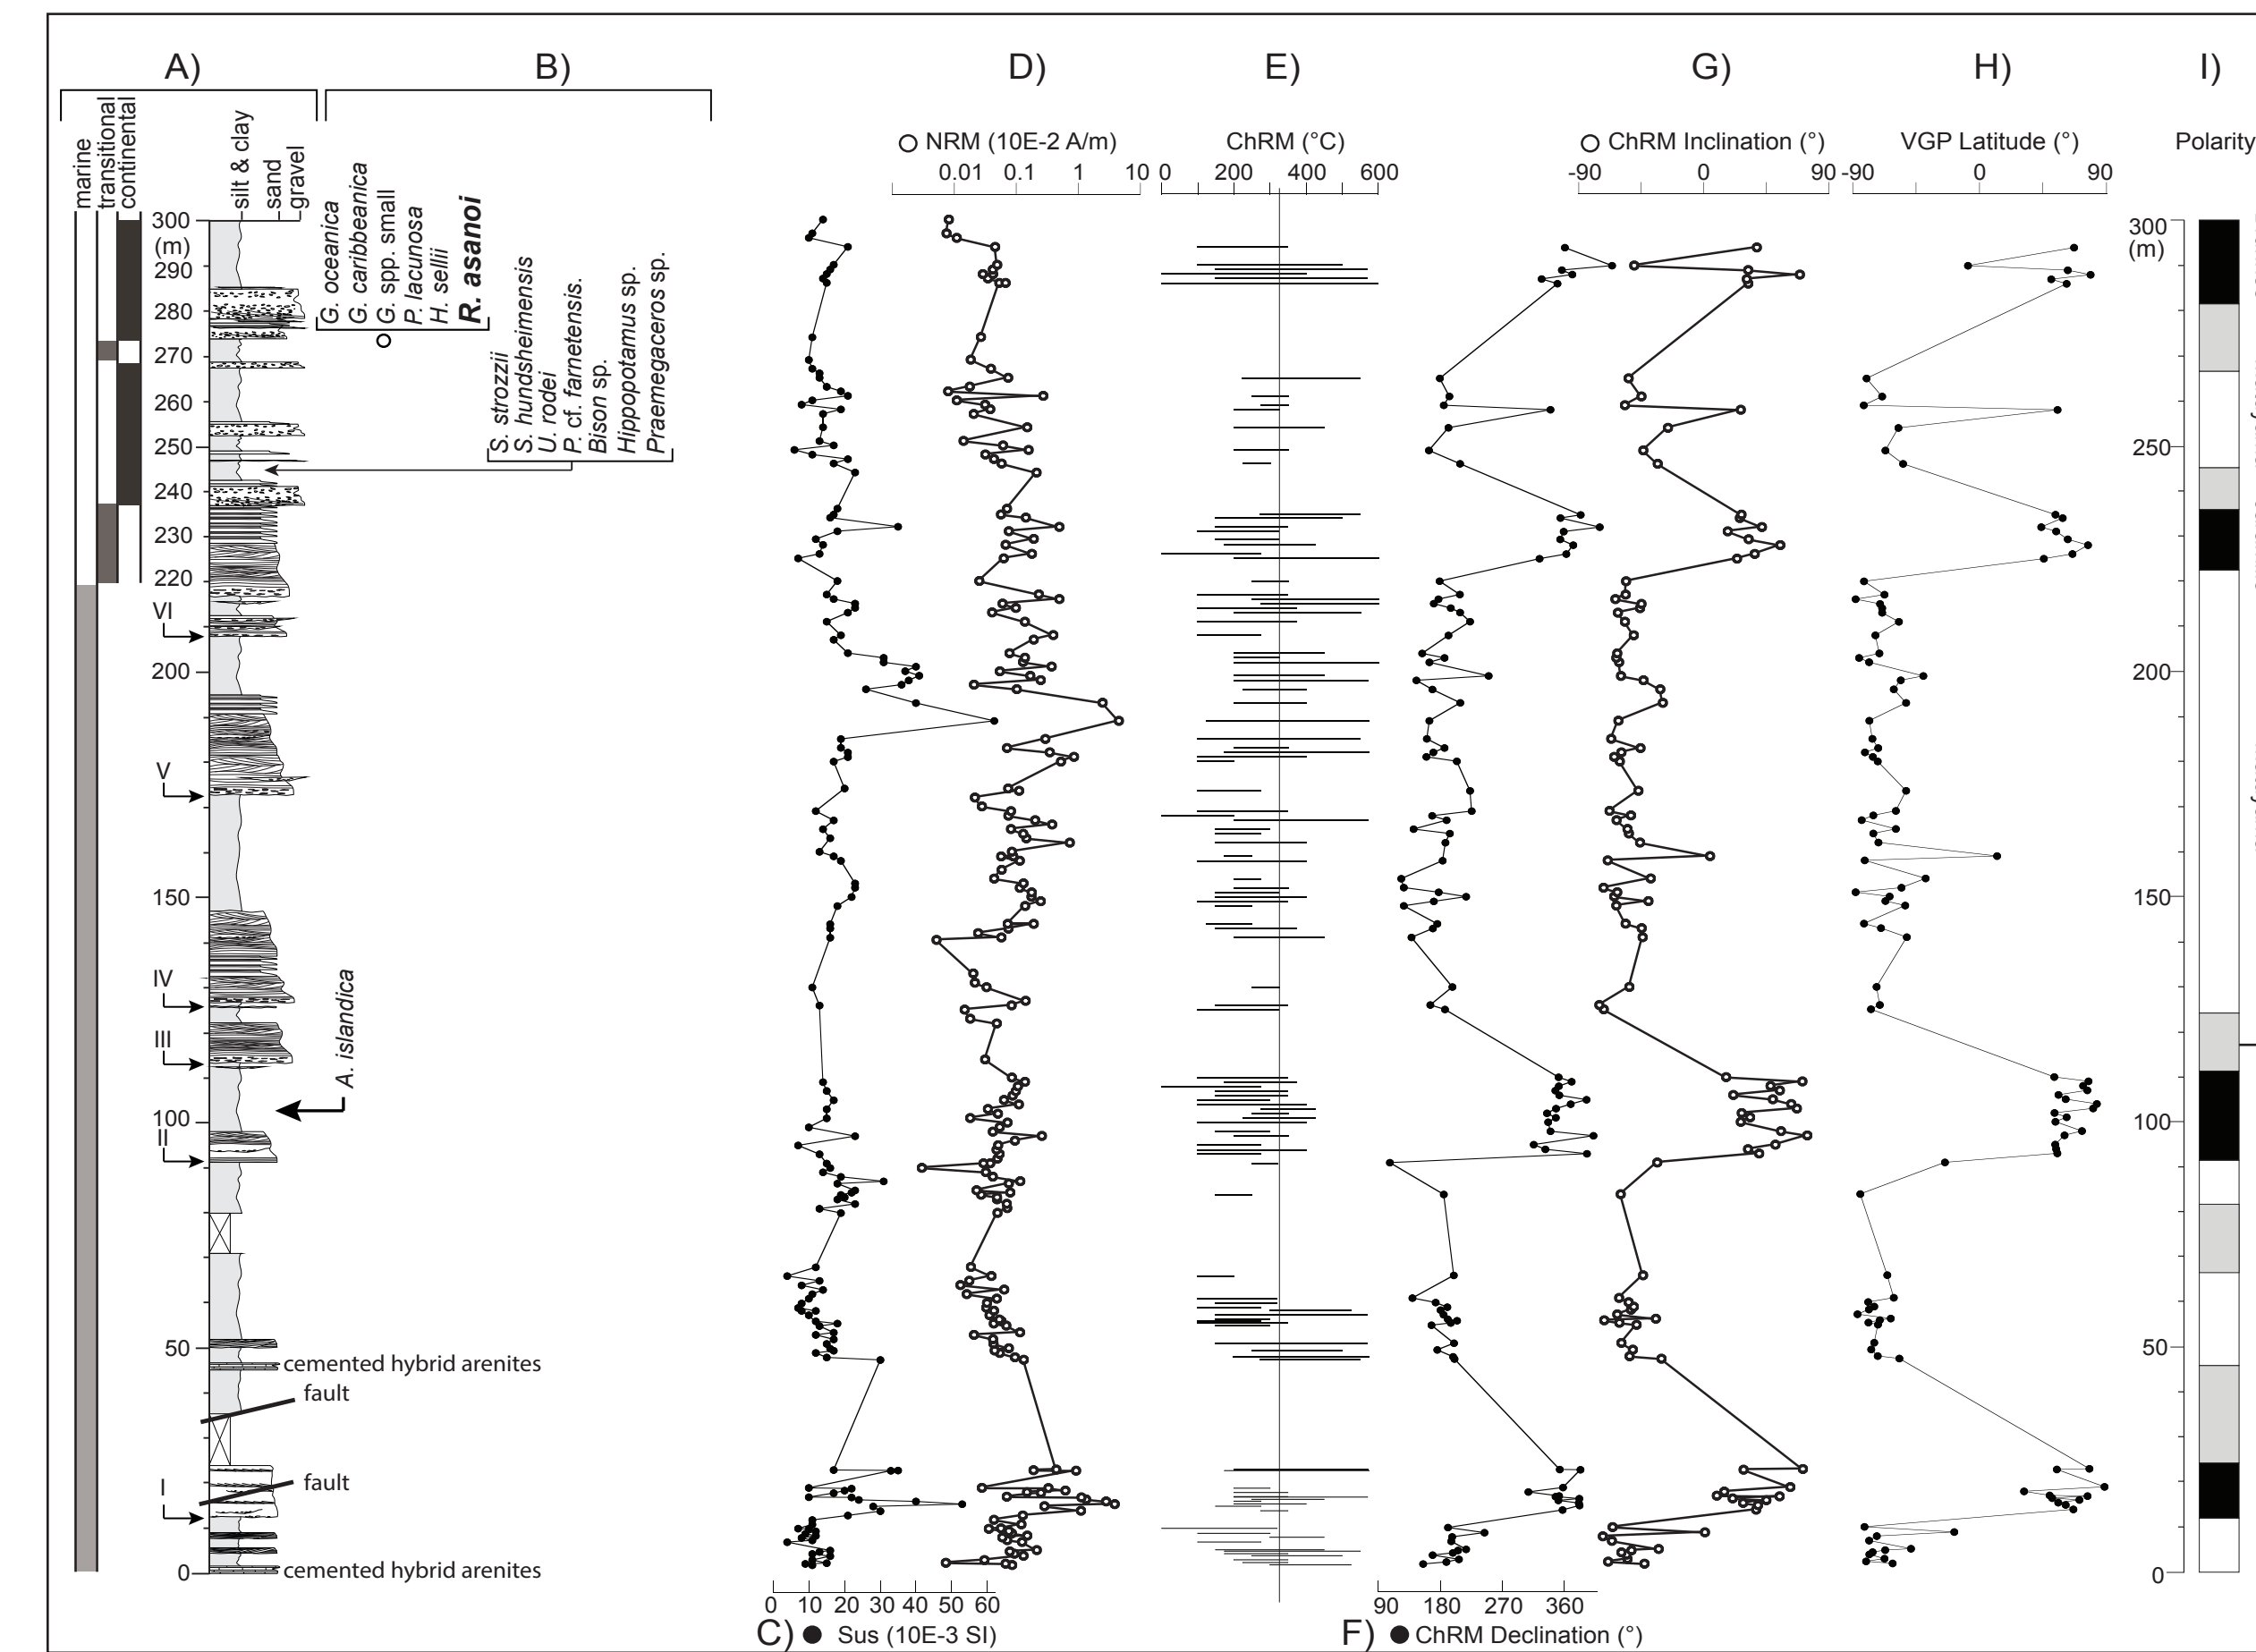 A)
B)
D)
E)
G)
H)
I)
marine
transitional
continental
silt & clay
sand
gravel
G. oceanica
G. caribbeanica
G. spp. small
P. lacunosa
H. sellii
R. asanoi
S. strozzii
S. hundsheimensis
U. rodei
P. cf. farnetensis.
Bison sp.
Hippopotamus sp.
Praemegaceros sp.
NRM (10E-2 A/m)
0.01 0.1 1 10
ChRM (°C)
0 200 400 600
ChRM Inclination (°)
-90 0 90
VGP Latitude (°)
-90 0 90
Polarity
300
(m)
290
280
270
260
250
240
230
220
VI
200
V
150
IV
III
A. islandica
100
II
50
cemented hybrid arenites
fault
fault
I
0
cemented hybrid arenites
300
(m)
250
200
150
100
50
0
0 10 20 30 40 50 60
C) Sus (10E-3 SI)
90 180 270 360
F) ChRM Declination (°)